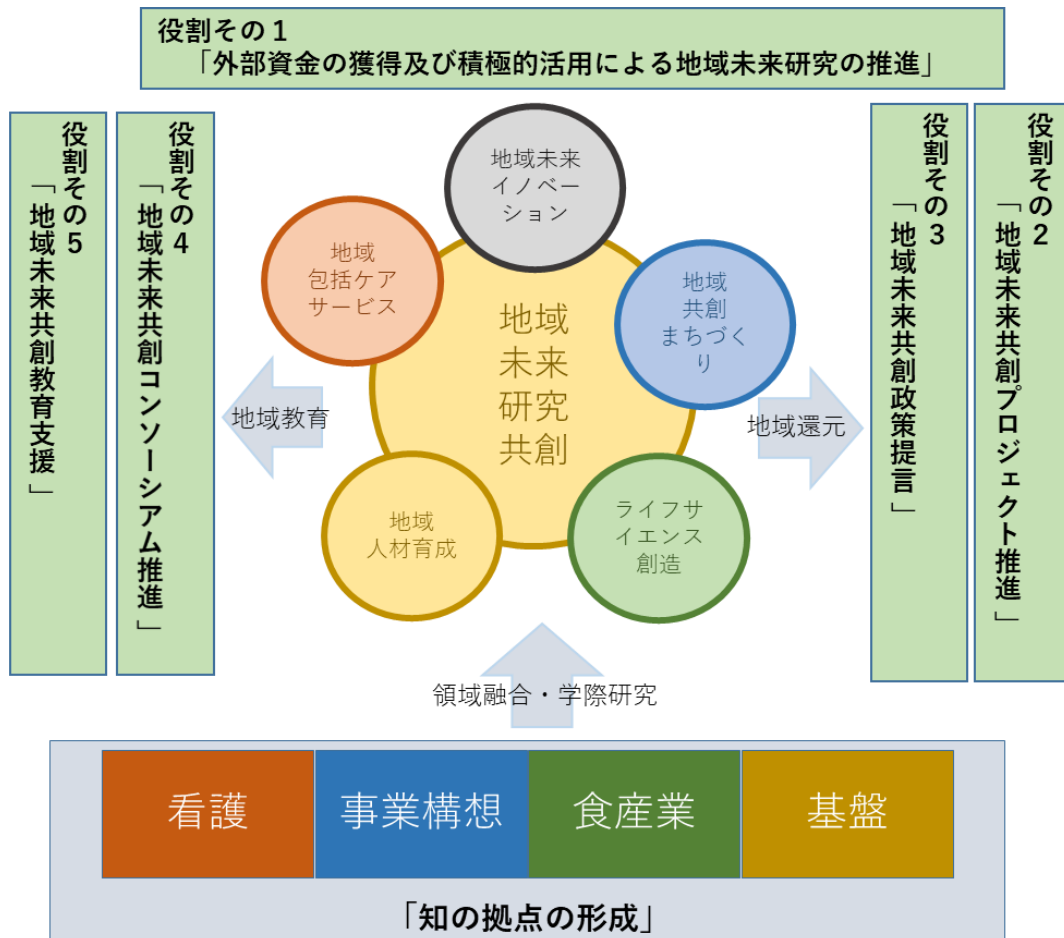 役割その１
「外部資金の獲得及び積極的活用による地域未来研究の推進」
役割その５
「地域未来共創教育支援」
役割その４
「地域未来共創コンソーシアム推進」
地域未来
イノベー
ション
地域
包括ケア
サービス
地域
共創
まちづく
り
地域
未来
研究
共創
地域
人材育成
ライフサ
イエンス
創造
地域教育
地域還元
役割その３
「地域未来共創政策提言」
役割その２
「地域未来共創プロジェクト推進」
領域融合・学際研究
看護
事業構想
食産業
基盤
「知の拠点の形成」